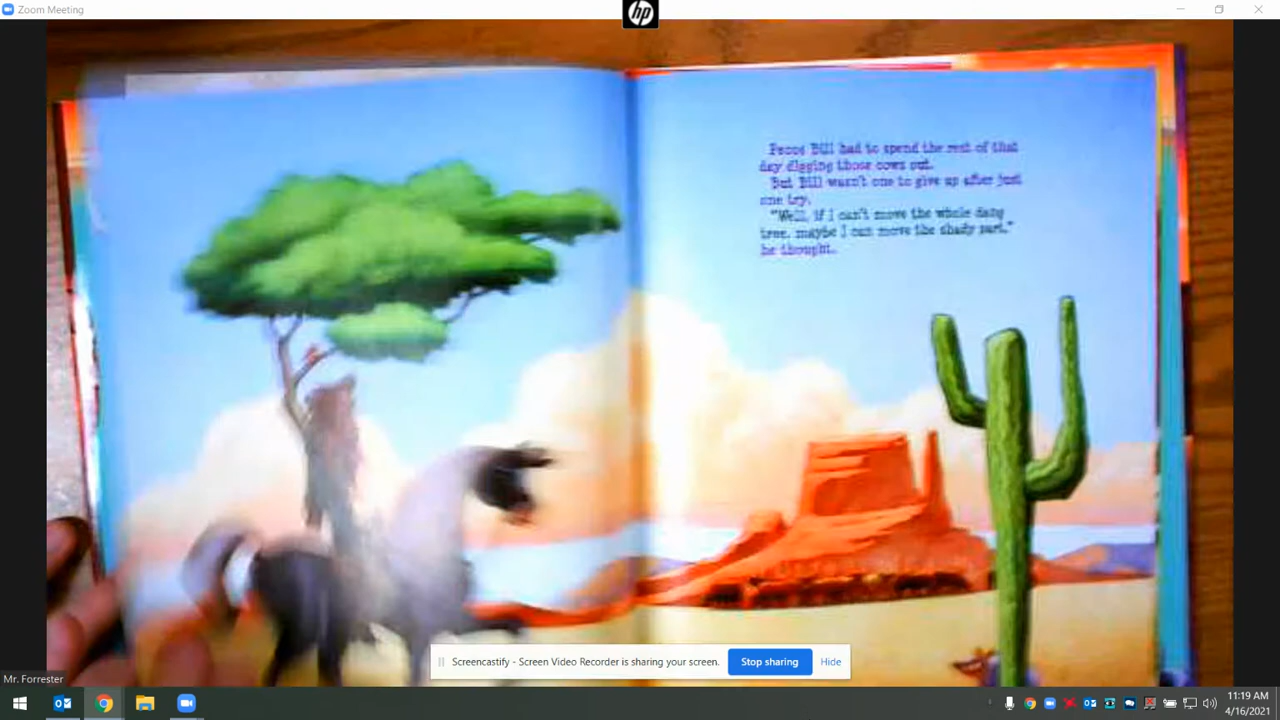 Zoom Meeting
hp
Pecos Bill had to spend the rest of that
day digging those cows out.
But Bill wasn't one to give up after just
one try.
"Well, if I can't move the whole dang
tree, maybe I can move the shady part,"
he thought.
Screencastify - Screen Video Recorder is sharing your screen.
Stop sharing
Hide
Mr. Forrester
11:19 AM
4/16/2021